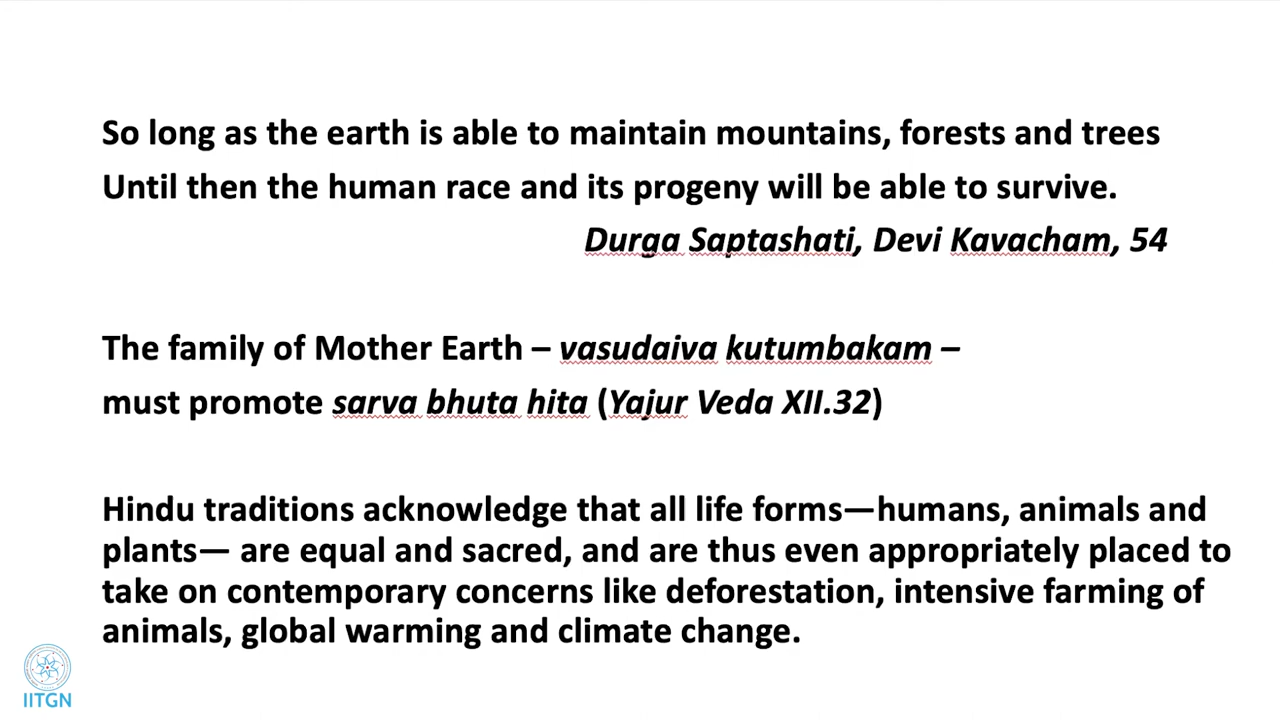 So long as the earth is able to maintain mountains, forests and trees
Until then the human race and its progeny will be able to survive.
Durga Saptashati, Devi Kavacham, 54
The family of Mother Earth – vasudaiva kutumbakam –
must promote sarva bhuta hita (Yajur Veda XII.32)
Hindu traditions acknowledge that all life forms—humans, animals and
plants— are equal and sacred, and are thus even appropriately placed to
take on contemporary concerns like deforestation, intensive farming of
animals, global warming and climate change.
IITGN